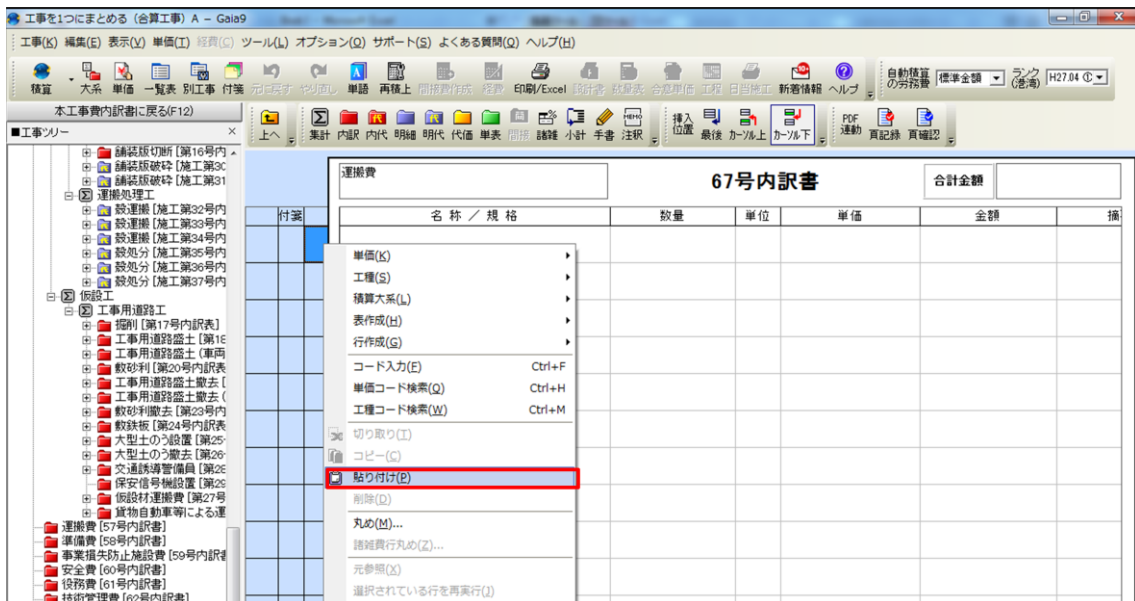 工事を1つにまとめる（合算工事）A － Gaia9
工事(K) 編集(E) 表示(V) 単価(T) 経費(C) ツール(L) オプション(O) サポート(S) よくある質問(Q) ヘルプ(H)
積算 大系 単価 一覧表 別工事 付箋 元に戻す やり直し 単語 再積上 間接費作成 経費 印刷/Excel 設計書 数量表 合意単価 工程 日当施工 新着情報 ヘルプ 自動積算の労務費 標準金額 ランク(港湾) H27.04 ①
本工事費内訳書に戻る(F12)
上へ 集計 内訳 内代 明細 明代 代価 単表 間接 諸雑 小計 手書 注釈 挿入位置 最後 カーソル上 カーソル下 PDF連動 頁記録 頁確認
■工事ツリー ×
舗装版切断 [第16号内
舗装版破砕 [施工第30
舗装版破砕 [施工第31
運搬処理工
殻運搬 [施工第32号内
殻運搬 [施工第33号内
殻運搬 [施工第34号内
殻処分 [施工第35号内
殻処分 [施工第36号内
殻処分 [施工第37号内
仮設工
工事用道路工
掘削 [第17号内訳表]
工事用道路盛土 [第18
工事用道路盛土 (車両
敷砂利 [第20号内訳表
工事用道路盛土撤去 [
工事用道路盛土撤去 (
敷砂利撤去 [第23号内
敷鉄板 [第24号内訳表
大型土のう設置 [第25
大型土のう撤去 [第26
交通誘導警備員 [第28
保安信号機設置 [第29
仮設材運搬費 [第27号
貨物自動車等による運
運搬費 [57号内訳書]
準備費 [58号内訳書]
事業損失防止施設費 [59号内訳書
安全費 [60号内訳書]
役務費 [61号内訳書]
技術管理費 [62号内訳書]
運搬費
67号内訳書
合計金額
付箋 名称／規格 数量 単位 単価 金額 摘
単価(K)
工種(S)
積算大系(L)
表作成(H)
行作成(G)
コード入力(F) Ctrl+F
単価コード検索(Q) Ctrl+H
工種コード検索(W) Ctrl+M
切り取り(T)
コピー(C)
貼り付け(P)
削除(D)
丸め(M)...
諸雑費行丸め(Z)...
元参照(X)
選択されている行を再実行(J)